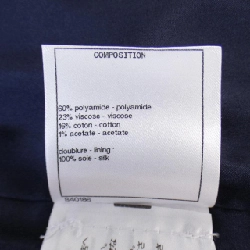 COMPOSITION
60% polyamide - polyamide
23% viscose - viscose
16% coton - cotton
1% acetate - acetate
doublure - lining
100% soie - silk